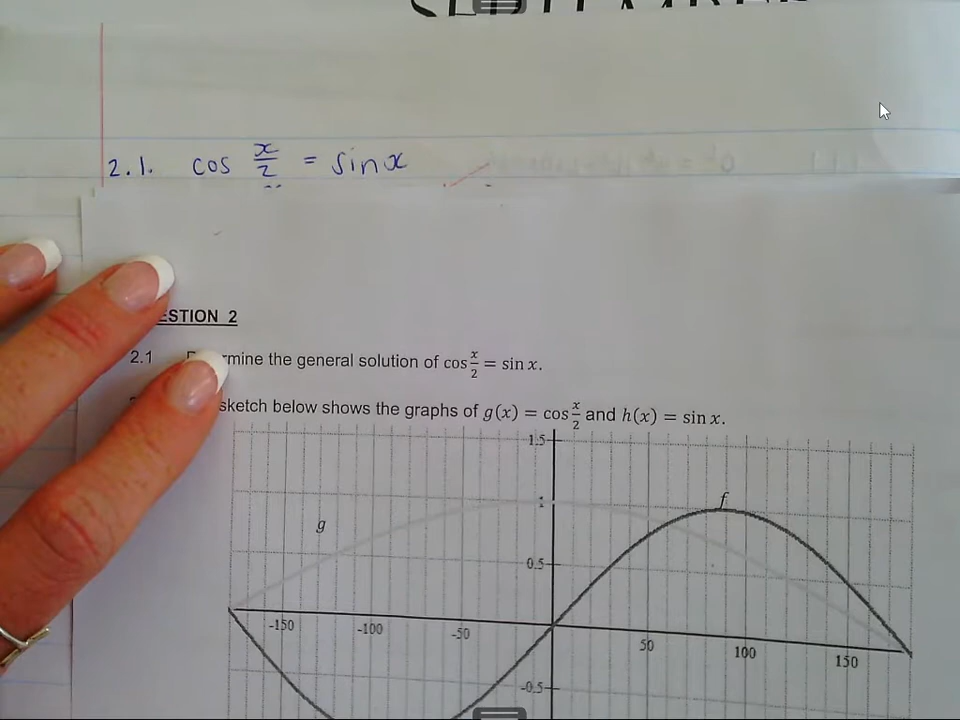 2.1. cos x/2 = sin x
ESTION 2
2.1 rmine the general solution of cos x/2 = sin x.
sketch below shows the graphs of g(x) = cos x/2 and h(x) = sin x.
1.5
f
1
g
0.5
-150 -100 -50 50 100 150
-0.5